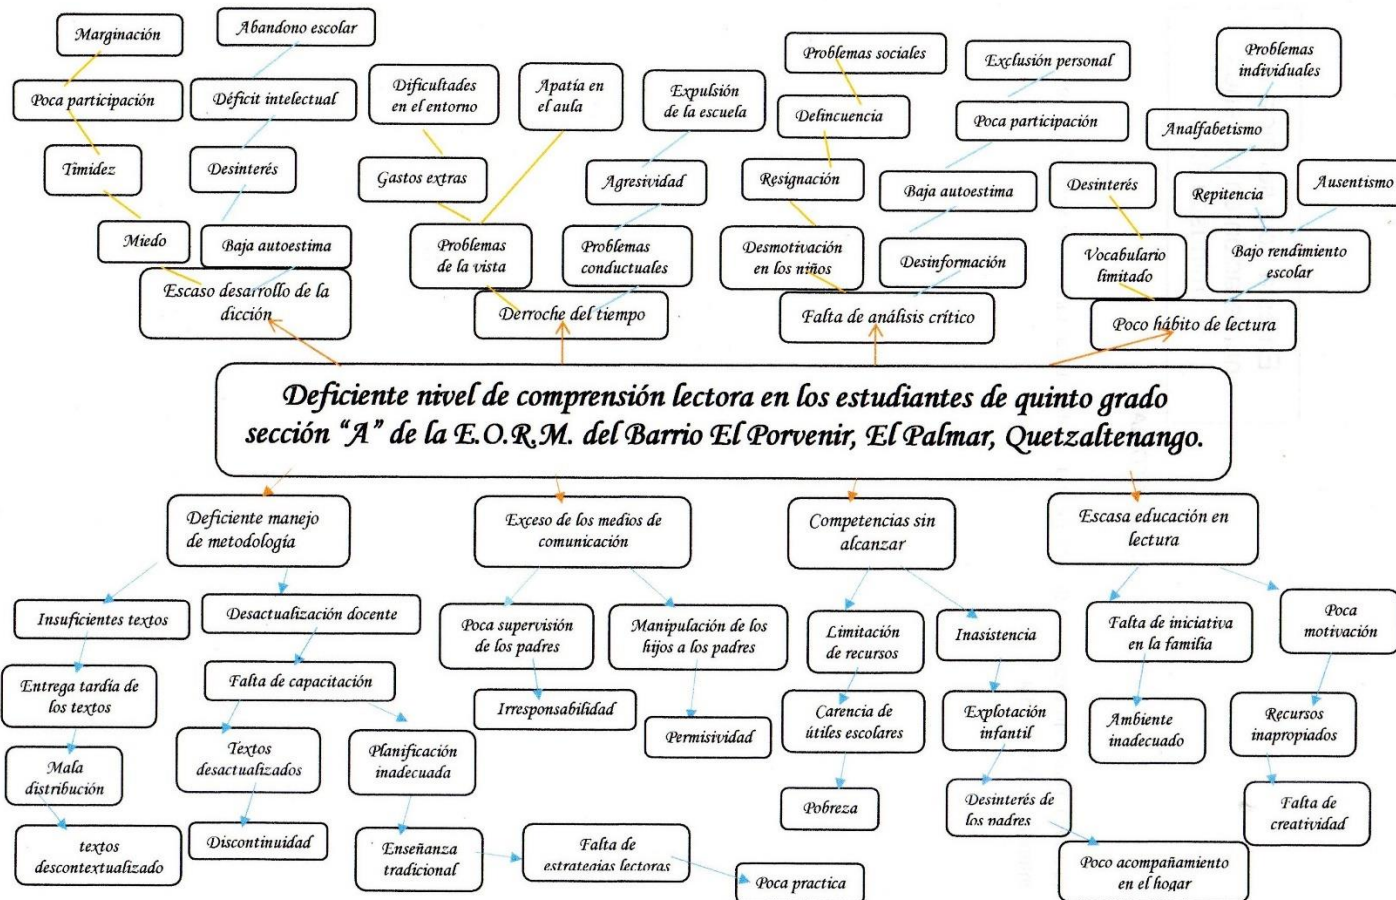 Marginación
Abandono escolar
Poca participación
Déficit intelectual
Timidez
Desinterés
Miedo
Baja autoestima
Escaso desarrollo de la
dicción
Dificultades
en el entorno
Apatía en
el aula
Expulsión
de la escuela
Gastos extras
Agresividad
Problemas
de la vista
Problemas
conductuales
Derroche del tiempo
Problemas sociales
Exclusión personal
Delincuencia
Poca participación
Resignación
Baja autoestima
Desmotivación
en los niños
Desinformación
Falta de análisis crítico
Problemas
individuales
Analfabetismo
Desinterés
Repitencia
Ausentismo
Vocabulario
limitado
Bajo rendimiento
escolar
Poco hábito de lectura
Deficiente nivel de comprensión lectora en los estudiantes de quinto grado
sección “A” de la E.O.R.M. del Barrio El Porvenir, El Palmar, Quetzaltenango.
Deficiente manejo
de metodología
Exceso de los medios de
comunicación
Competencias sin
alcanzar
Escasa educación en
lectura
Insuficientes textos
Desactualización docente
Entrega tardía de
los textos
Falta de capacitación
Mala
distribución
Textos
desactualizados
Planificación
inadecuada
textos
descontextualizado
Discontinuidad
Enseñanza
tradicional
Falta de
estrategias lectoras
Poca practica
Poca supervisión
de los padres
Manipulación de los
hijos a los padres
Irresponsabilidad
Permisividad
Limitación
de recursos
Inasistencia
Carencia de
útiles escolares
Explotación
infantil
Pobreza
Desinterés de
los padres
Poco acompañamiento
en el hogar
Falta de iniciativa
en la familia
Poca
motivación
Ambiente
inadecuado
Recursos
inapropiados
Falta de
creatividad